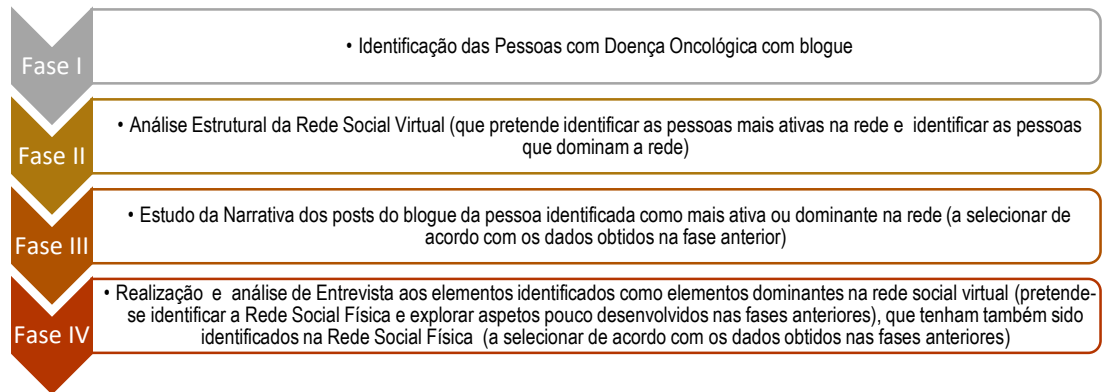 Fase I
• Identificação das Pessoas com Doença Oncológica com blogue
Fase II
• Análise Estrutural da Rede Social Virtual (que pretende identificar as pessoas mais ativas na rede e identificar as pessoas
que dominam a rede)
Fase III
• Estudo da Narrativa dos posts do blogue da pessoa identificada como mais ativa ou dominante na rede (a selecionar de
acordo com os dados obtidos na fase anterior)
Fase IV
• Realização e análise de Entrevista aos elementos identificados como elementos dominantes na rede social virtual (pretende-
se identificar a Rede Social Física e explorar aspetos pouco desenvolvidos nas fases anteriores), que tenham também sido
identificados na Rede Social Física (a selecionar de acordo com os dados obtidos nas fases anteriores)